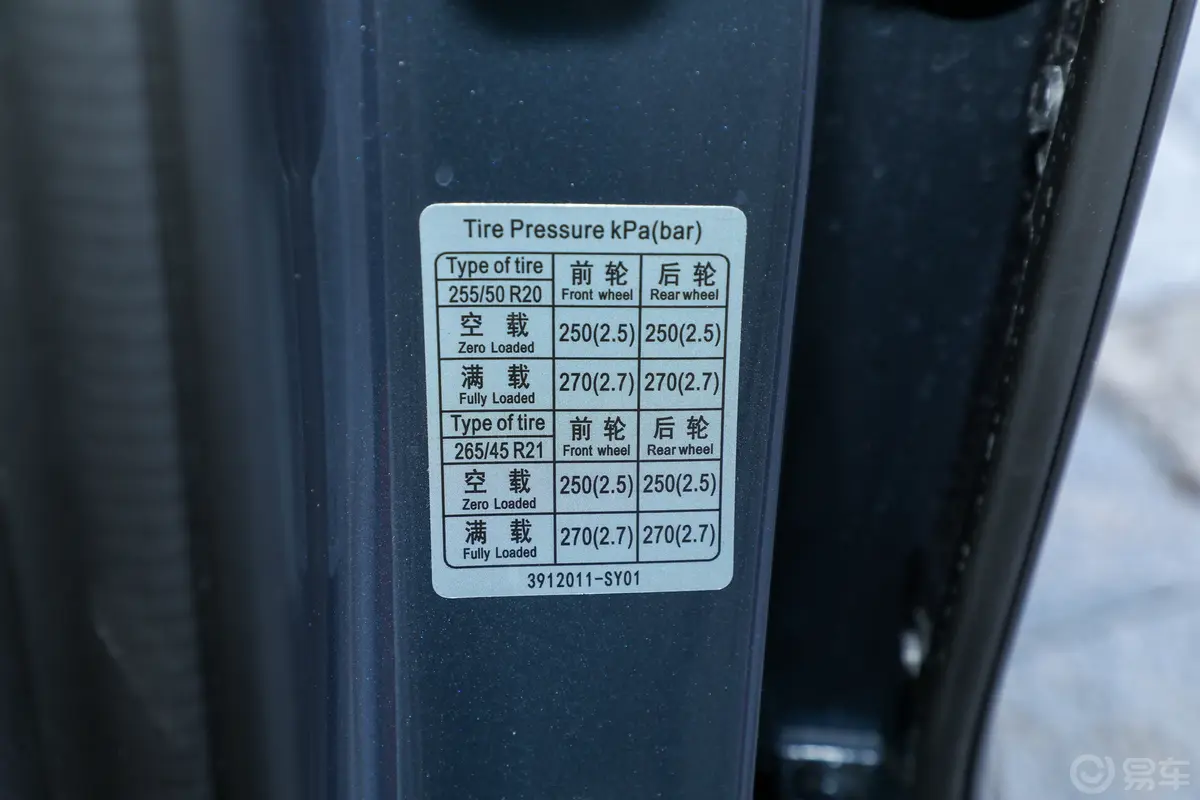 Tire Pressure kPa(bar)
Type of tire
255/50 R20
前轮 后轮
Front wheel Rear wheel
空载 250(2.5) 250(2.5)
Zero Loaded
满载 270(2.7) 270(2.7)
Fully Loaded
Type of tire
265/45 R21
前轮 后轮
Front wheel Rear wheel
空载 250(2.5) 250(2.5)
Zero Loaded
满载 270(2.7) 270(2.7)
Fully Loaded
3912011-SY01
易车